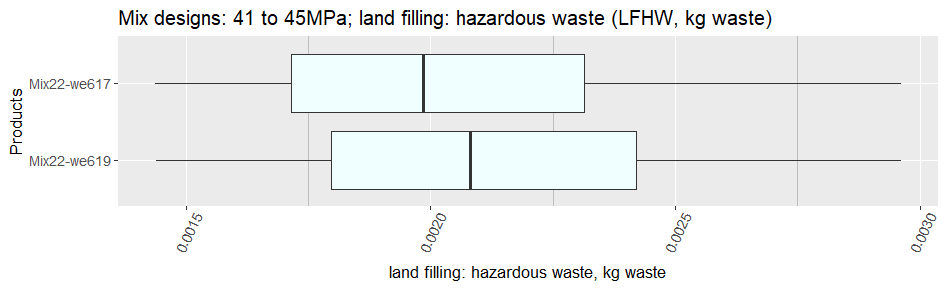 Mix designs: 41 to 45MPa; land filling: hazardous waste (LFHW, kg waste)
Products
Mix22-we617
Mix22-we619
0.0015
0.0020
0.0025
0.0030
land filling: hazardous waste, kg waste